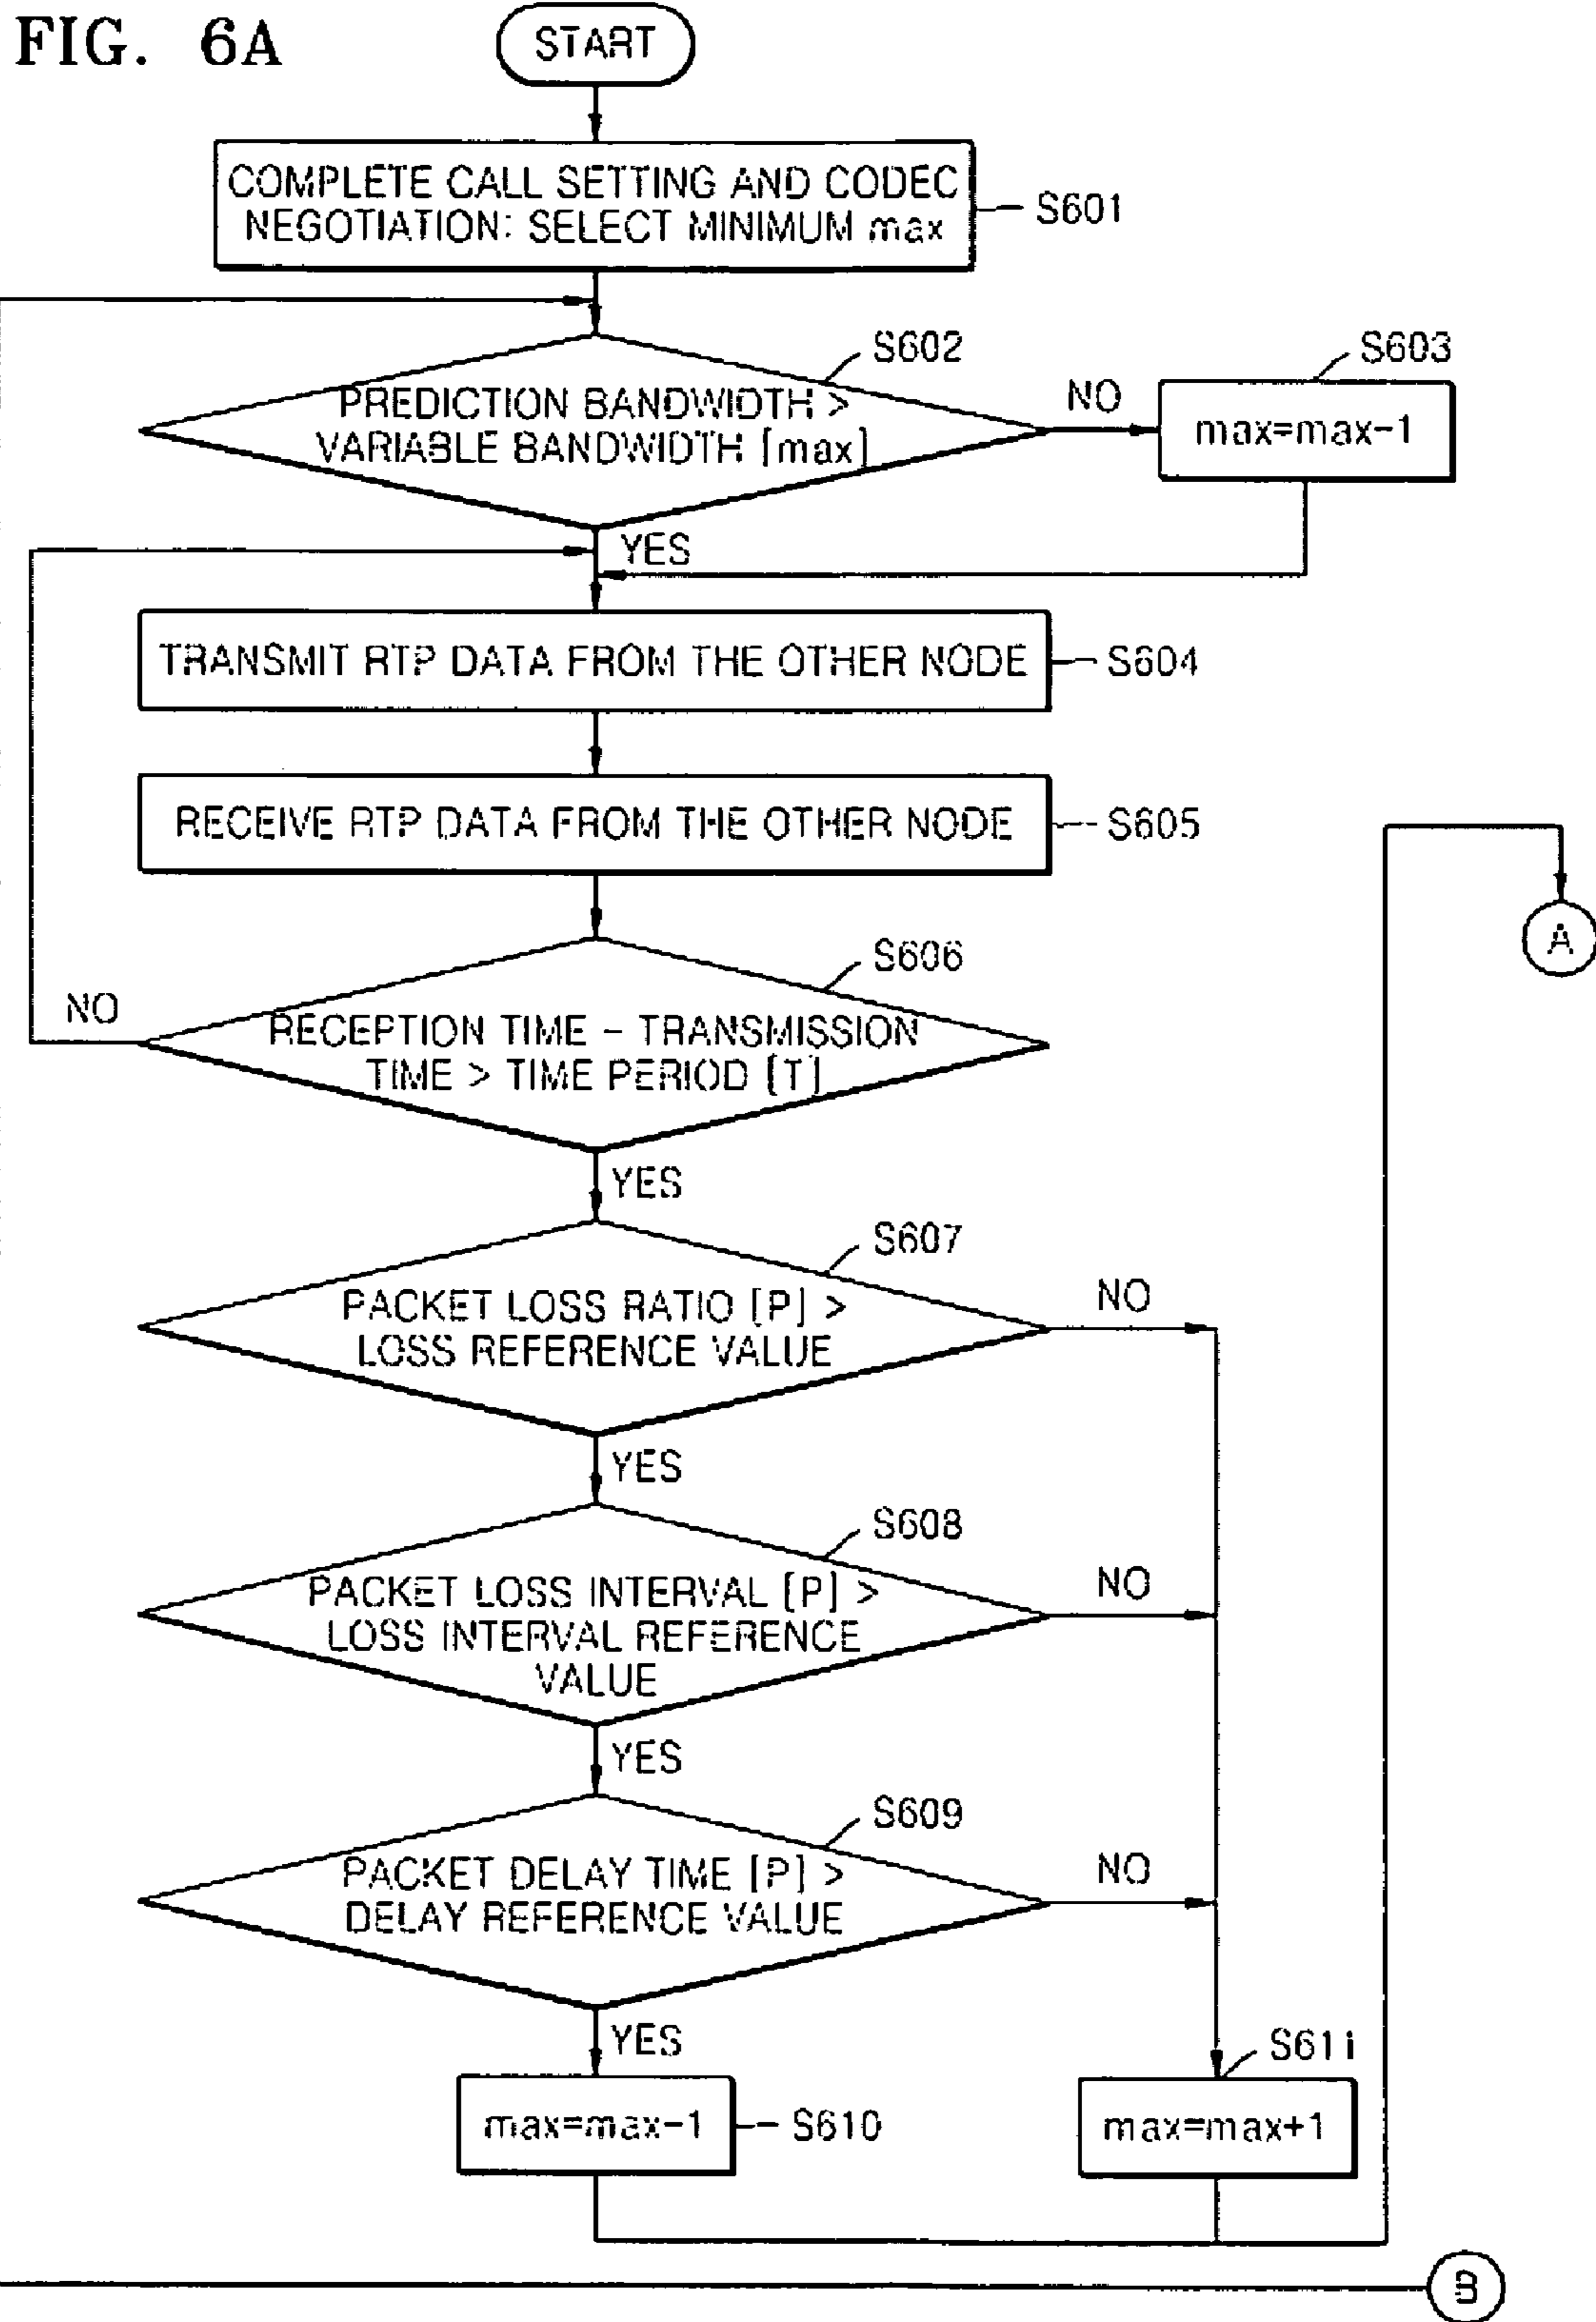 FIG. 6A
START
COMPLETE CALL SETTING AND CODEC
NEGOTIATION: SELECT MINIMUM max
S601
S602
PREDICTION BANDWIDTH >
VARIABLE BANDWIDTH [max]
NO
S603
max=max-1
YES
TRANSMIT RTP DATA FROM THE OTHER NODE
S604
RECEIVE RTP DATA FROM THE OTHER NODE
S605
A
S606
NO
RECEPTION TIME - TRANSMISSION
TIME > TIME PERIOD [T]
YES
S607
PACKET LOSS RATIO [P] >
LOSS REFERENCE VALUE
NO
YES
S608
PACKET LOSS INTERVAL [P] >
LOSS INTERVAL REFERENCE
VALUE
NO
YES
S609
PACKET DELAY TIME [P] >
DELAY REFERENCE VALUE
NO
YES
max=max-1
S610
S611
max=max+1
B